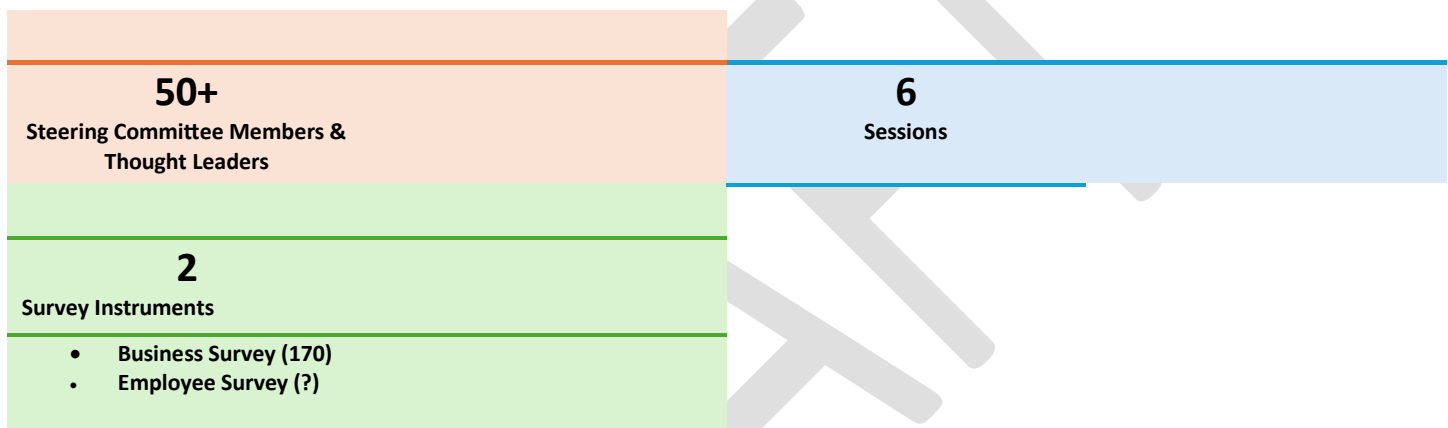 50+
Steering Committee Members &
Thought Leaders
6
Sessions
2
Survey Instruments
• Business Survey (170)
• Employee Survey (?)